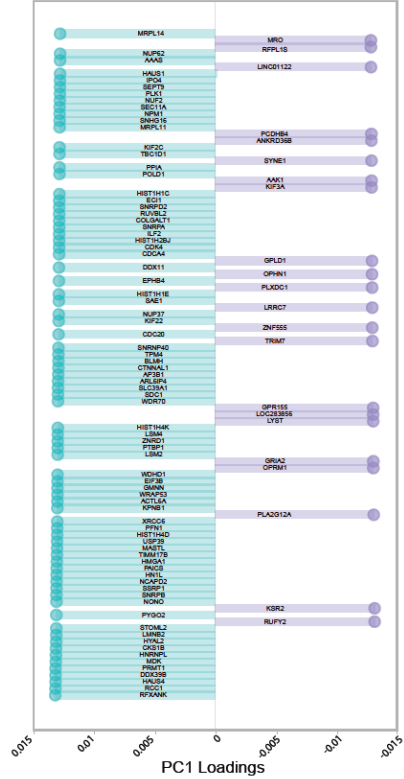 MRPL14
MRO
RFPL1S
NUP62
AAAS
LINC01122
HAUS1
IPO4
SEPT9
PLK1
NUF2
SEC11A
NPM1
SNHG16
MRPL11
PCDHB4
ANKRD36B
KIF2C
TBC1D1
SYNE1
PPIA
POLD1
AAK1
KIF3A
HIST1H1C
ECI1
SNRPD2
RUVBL2
COLGALT1
SNRPA
ILF2
HIST1H2BJ
CDK4
CDCA4
GPLD1
DDX11
OPHN1
EPHB4
PLXDC1
HIST1H1E
SAE1
LRRC7
NUP37
KIF22
ZNF555
CDC20
TRIM7
SNRNP40
TPM4
BLMH
CTNNAL1
AP3B1
ARL6IP4
SLC39A1
SDC1
WDR70
GPR155
LOC283856
LYST
HIST1H4K
LSM4
ZNRD1
PTBP1
LSM2
GRIA2
OPRM1
WDHD1
EIF3B
GMNN
WRAP53
ACTL6A
KPNB1
PLA2G12A
XRCC6
PFN1
HIST1H4D
USP39
MASTL
TIMM17B
HMGA1
PAICS
HN1L
NCAPD2
SSRP1
SNRPB
NONO
KSR2
PYGO2
RUFY2
STOML2
LMNB2
HYAL2
CKS1B
HNRNPL
MDK
PRMT1
DDX39B
HAUS4
RCC1
RFXANK
0.015 0.01 0.005 0 -0.005 -0.01 -0.015
PC1 Loadings